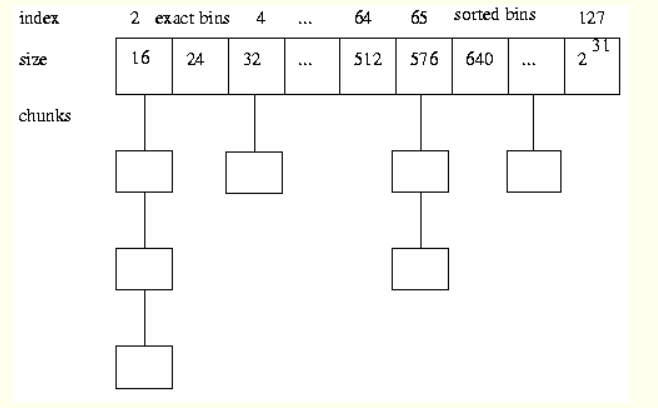 index 2 exact bins 4 ... 64 65 sorted bins 127
size 16 24 32 ... 512 576 640 ... 2 31
chunks